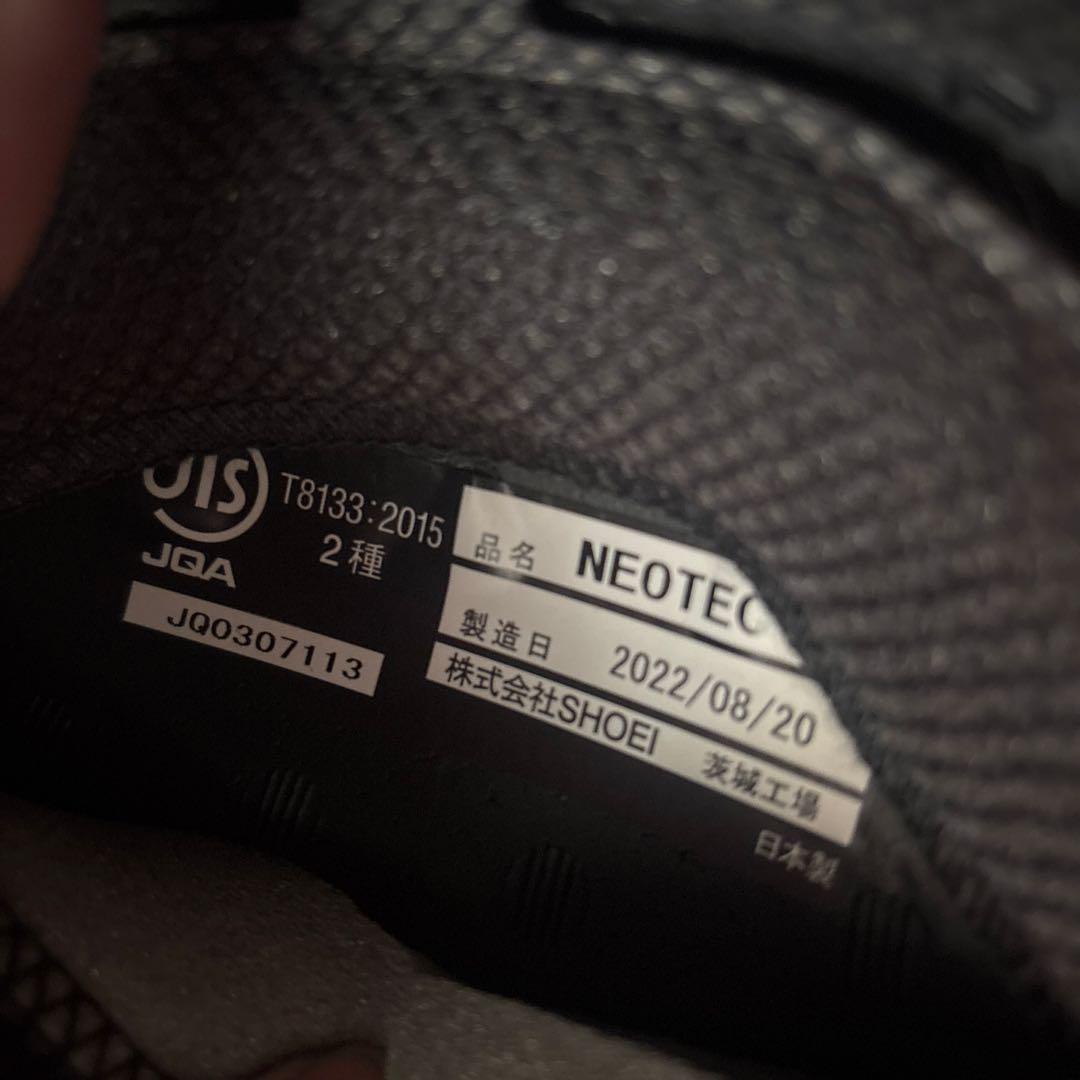 JIS T8133:2015
2種
JQA
JQ0307113
品名 NEOTEC
製造日 2022/08/20
株式会社SHOEI 茨城工場
日本製